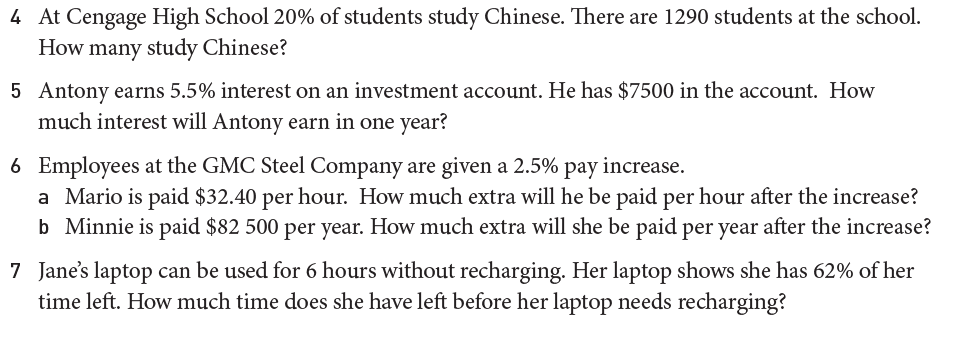 4 At Cengage High School 20% of students study Chinese. There are 1290 students at the school.
How many study Chinese?
5 Antony earns 5.5% interest on an investment account. He has $7500 in the account. How
much interest will Antony earn in one year?
6 Employees at the GMC Steel Company are given a 2.5% pay increase.
a Mario is paid $32.40 per hour. How much extra will he be paid per hour after the increase?
b Minnie is paid $82 500 per year. How much extra will she be paid per year after the increase?
7 Jane’s laptop can be used for 6 hours without recharging. Her laptop shows she has 62% of her
time left. How much time does she have left before her laptop needs recharging?